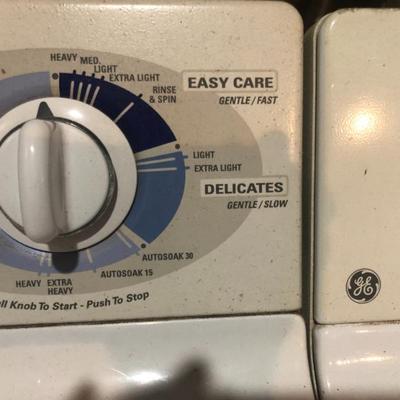 HEAVY
MED.
LIGHT
EXTRA LIGHT
RINSE
& SPIN
EASY CARE
GENTLE/FAST
LIGHT
EXTRA LIGHT
DELICATES
GENTLE/SLOW
AUTOSOAK 30
AUTOSOAK 15
EXTRA
HEAVY
HEAVY
ll Knob To Start - Push To Stop
GE